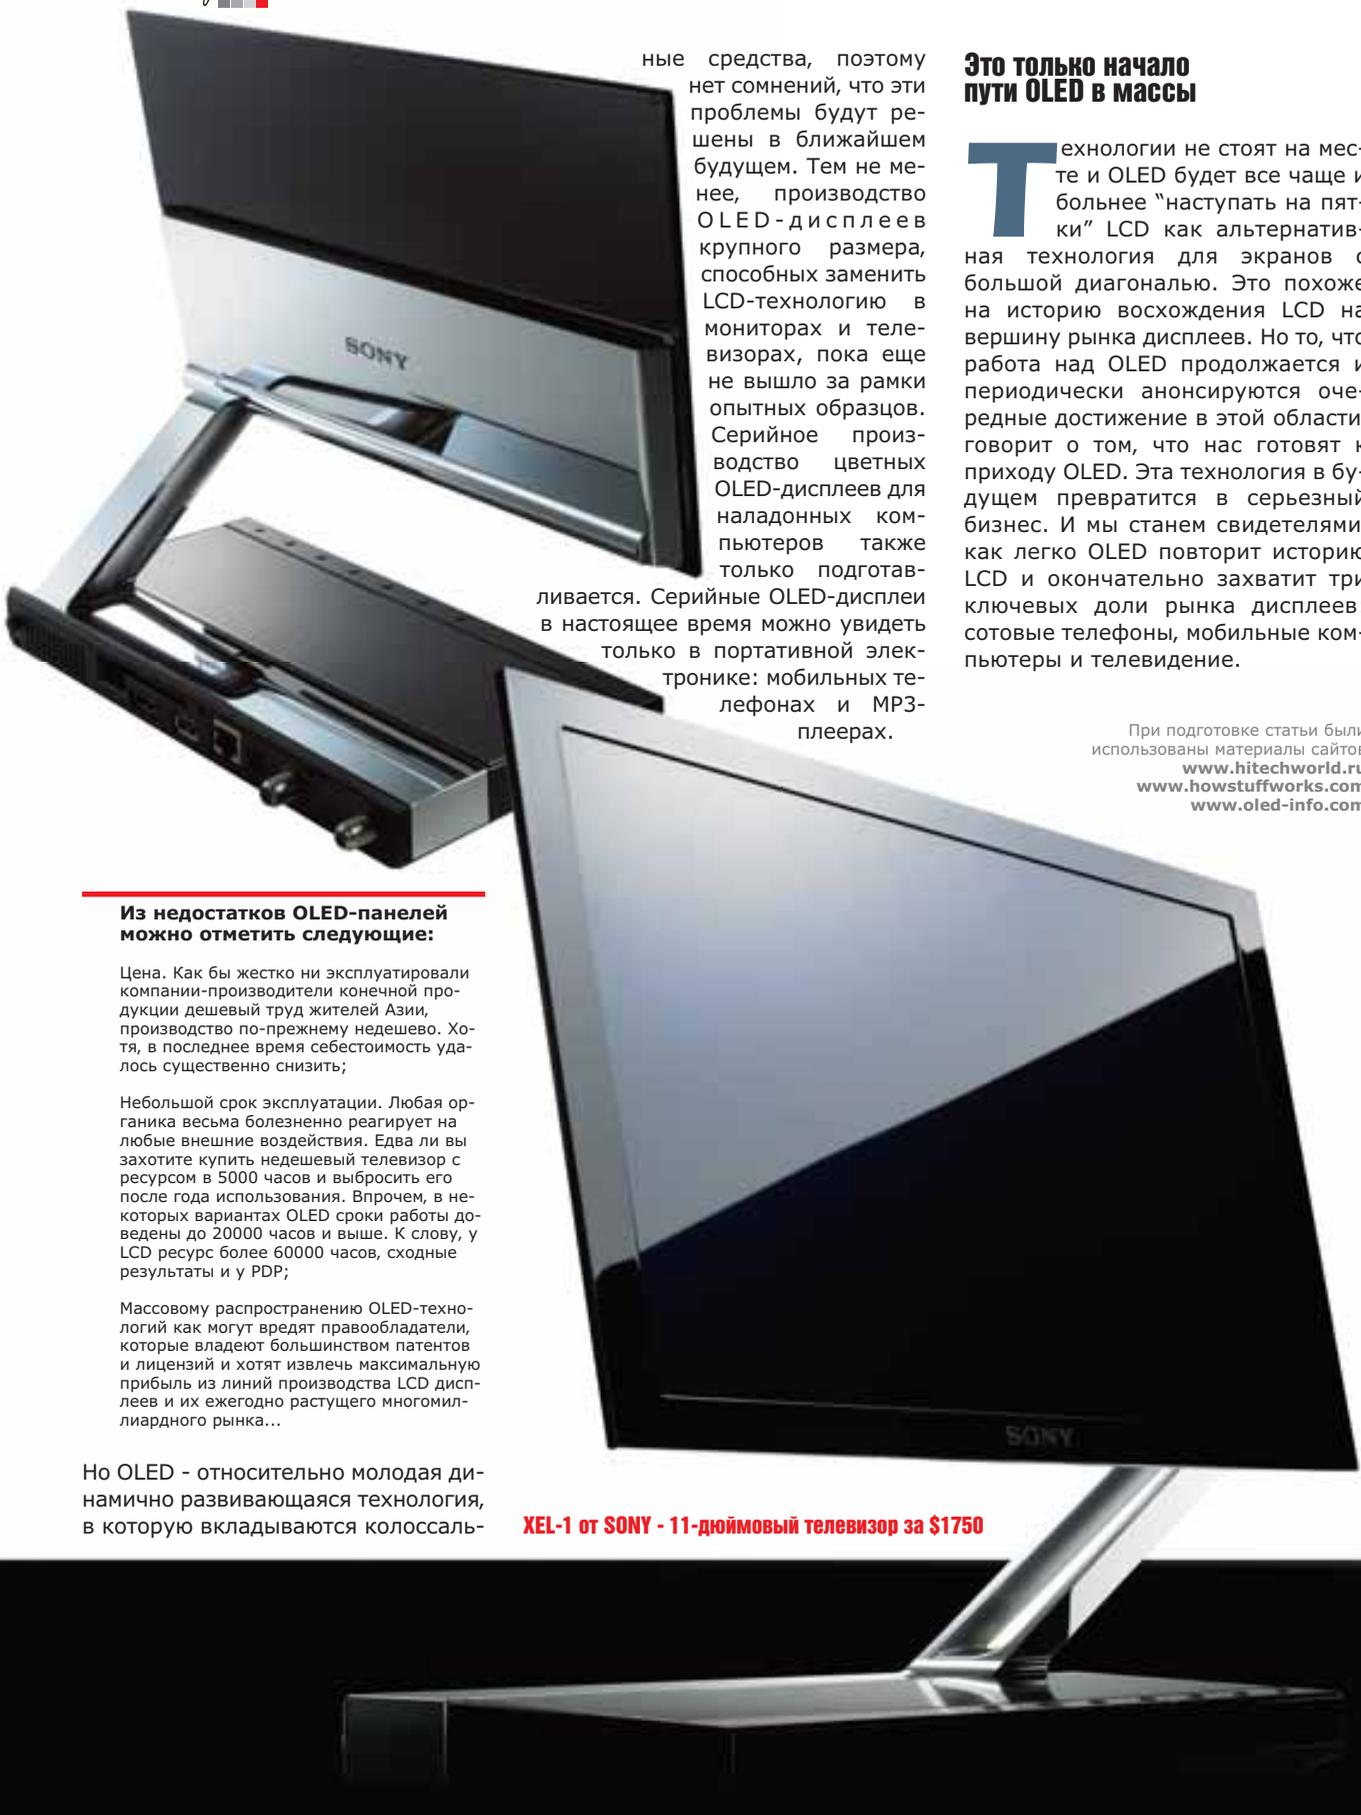 Из недостатков OLED-панелей
можно отметить следующие:
Цена. Как бы жестко ни эксплуатировали
компании-производители конечной про-
дукции дешевый труд жителей Азии,
производство по-прежнему недешево. Хо-
тя, в последнее время себестоимость уда-
лось существенно снизить;
Небольшой срок эксплуатации. Любая ор-
ганика весьма болезненно реагирует на
любые внешние воздействия. Едва ли вы
захотите купить недешевый телевизор с
ресурсом в 5000 часов и выбросить его
после года использования. Впрочем, в не-
которых вариантах OLED сроки работы до-
ведены до 20000 часов и выше. К слову, у
LCD ресурс более 60000 часов, сходные
результаты и у PDP;
Массовому распространению OLED-техно-
логий как могут вредят правообладатели,
которые владеют большинством патентов
и лицензий и хотят извлечь максимальную
прибыль из линий производства LCD дисп-
леев и их ежегодно растущего многомил-
лиардного рынка...
Но OLED - относительно молодая ди-
намично развивающаяся технология,
в которую вкладываются колоссаль-
ные средства, поэтому
нет сомнений, что эти
проблемы будут ре-
шены в ближайшем
будущем. Тем не ме-
нее, производство
OLED-дисплеев
крупного размера,
способных заменить
LCD-технологию в
мониторах и теле-
визорах, пока еще
не вышло за рамки
опытных образцов.
Серийное произ-
водство цветных
OLED-дисплеев для
наладонных ком-
пьютеров также
только подготав-
ливается. Серийные OLED-дисплеи
в настоящее время можно увидеть
только в портативной элек-
тронике: мобильных те-
лефонах и MP3-
плеерах.
Это только начало
пути OLED в массы
Технологии не стоят на мес-
те и OLED будет все чаще и
больнее “наступать на пят-
ки” LCD как альтернатив-
ная технология для экранов с
большой диагональю. Это похоже
на историю восхождения LCD на
вершину рынка дисплеев. Но то, что
работа над OLED продолжается и
периодически анонсируются оче-
редные достижение в этой области,
говорит о том, что нас готовят к
приходу OLED. Эта технология в бу-
дущем превратится в серьезный
бизнес. И мы станем свидетелями,
как легко OLED повторит историю
LCD и окончательно захватит три
ключевых доли рынка дисплеев:
сотовые телефоны, мобильные ком-
пьютеры и телевидение.
При подготовке статьи были
использованы материалы сайтов
www.hitechworld.ru
www.howstuffworks.com
www.oled-info.com
SONY
SONY
XEL-1 от SONY - 11-дюймовый телевизор за $1750